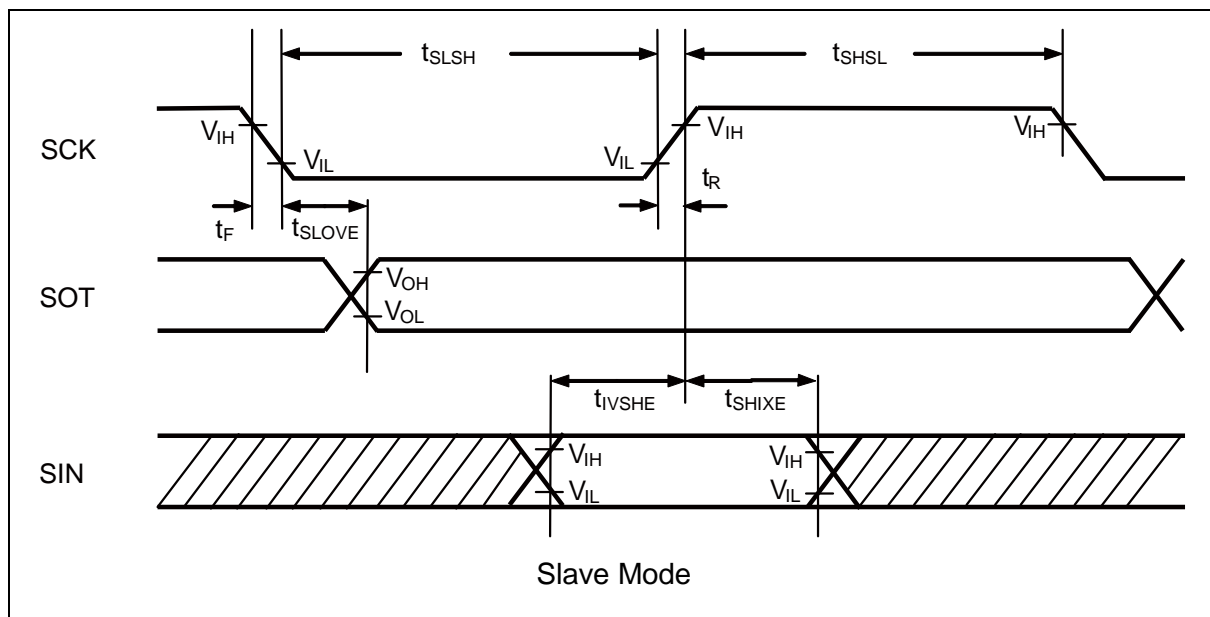 tSLSH
tSHSL
SCK
VIH
VIL
VIL
VIH
VIH
tR
tF
tSLOVE
SOT
VOH
VOL
tIVSHE
tSHIXE
SIN
VIH
VIL
VIH
VIL
Slave Mode